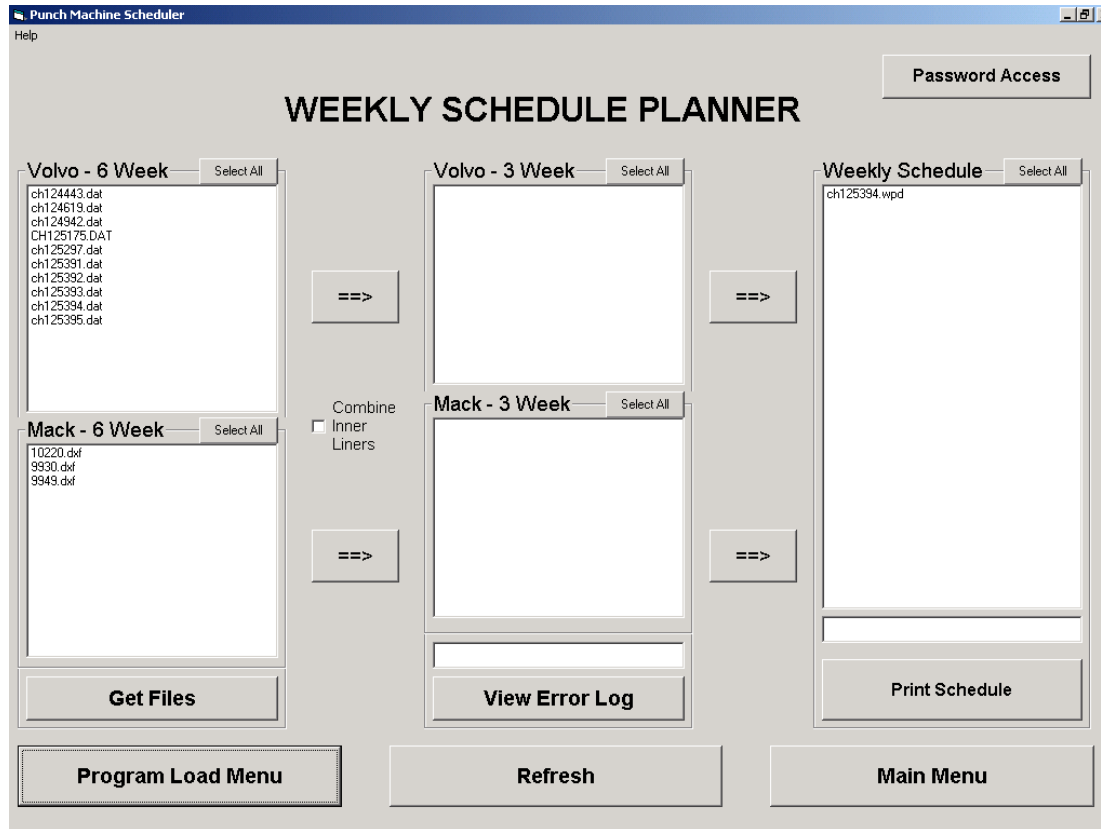 Punch Machine Scheduler
Help
Password Access
WEEKLY SCHEDULE PLANNER
Volvo - 6 Week
Select All
ch124443.dat
ch124619.dat
ch124942.dat
CH125175.DAT
ch125297.dat
ch125391.dat
ch125392.dat
ch125393.dat
ch125394.dat
ch125395.dat
==>
Volvo - 3 Week
Select All
==>
Weekly Schedule
Select All
ch125394.wpd
Combine
Inner
Liners
Mack - 6 Week
Select All
10220.dxf
9930.dxf
9949.dxf
==>
Mack - 3 Week
Select All
==>
Get Files
View Error Log
Print Schedule
Program Load Menu
Refresh
Main Menu